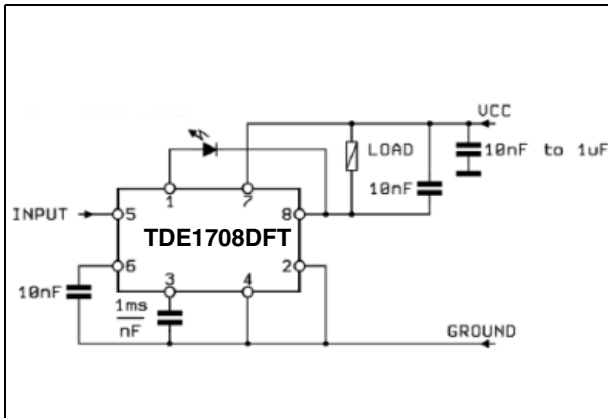 VCC
LOAD
10nF to 1uF
10nF
1
7
INPUT
5
TDE1708DFT
8
6
2
10nF
3
4
1ms
nF
GROUND